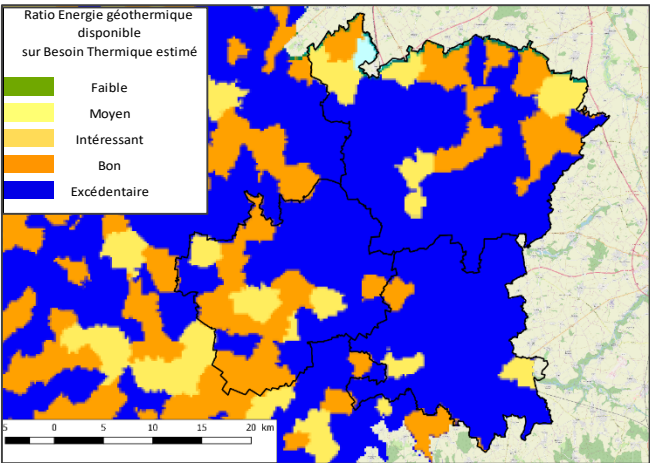 Ratio Energie géothermique
disponible
sur Besoin Thermique estimé
Faible
Moyen
Intéressant
Bon
Excédentaire
5 0 5 10 15 20 km